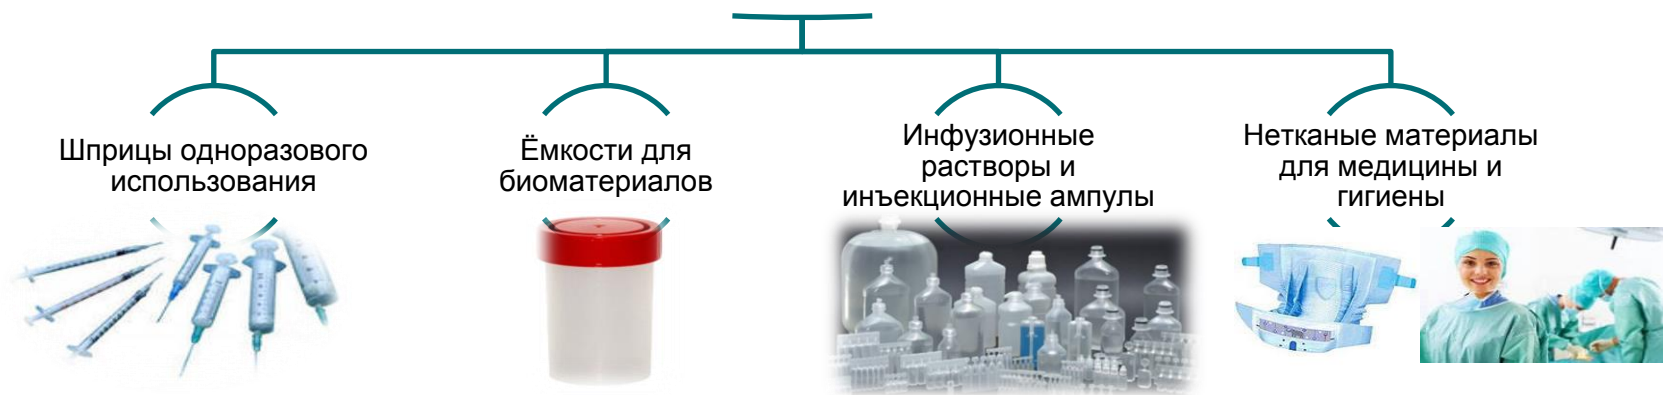 Шприцы одноразового
использования
Ёмкости для
биоматериалов
Инфузионные
растворы и
инъекционные ампулы
Нетканые материалы
для медицины и
гигиены